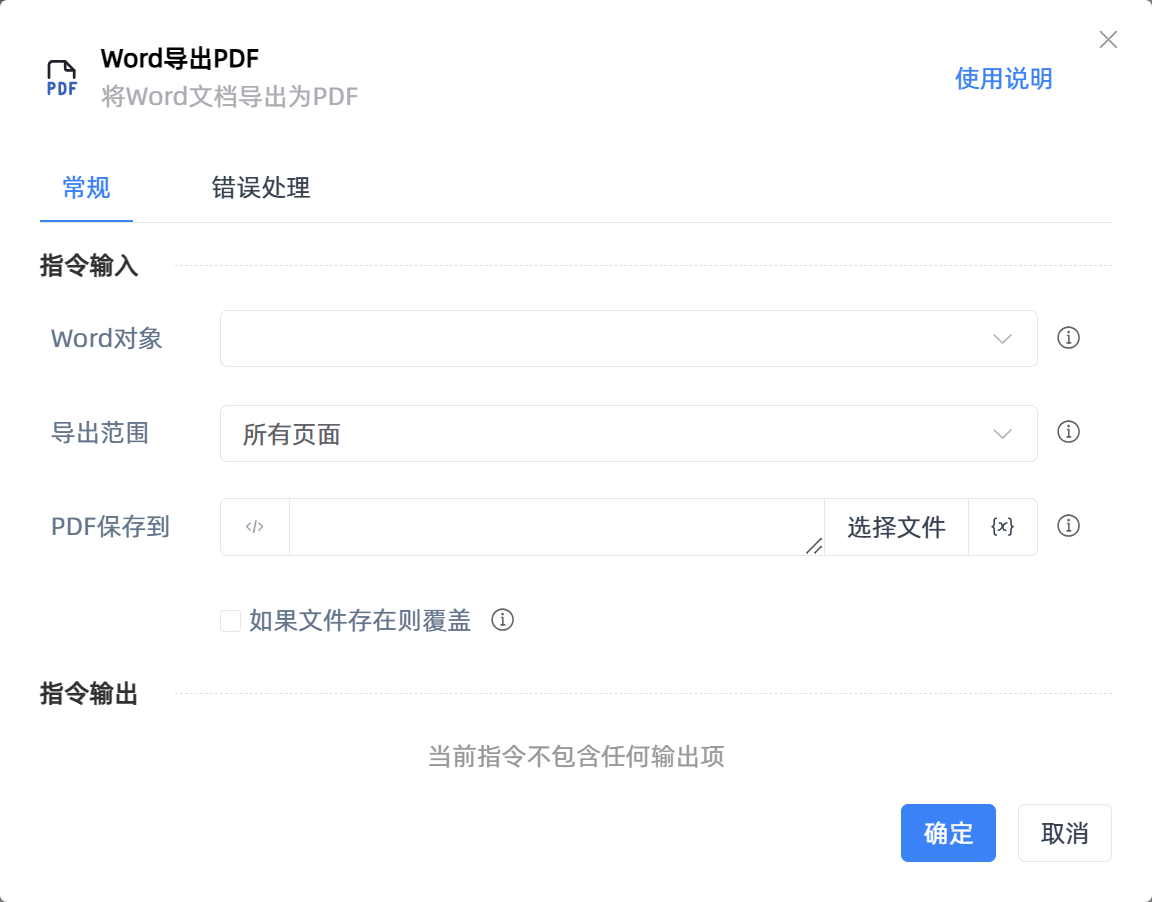 Word导出PDF
PDF
将Word文档导出为PDF
使用说明
常规
错误处理
指令输入
Word对象
导出范围
所有页面
PDF保存到
</>
选择文件
{x}
如果文件存在则覆盖
指令输出
当前指令不包含任何输出项
确定
取消